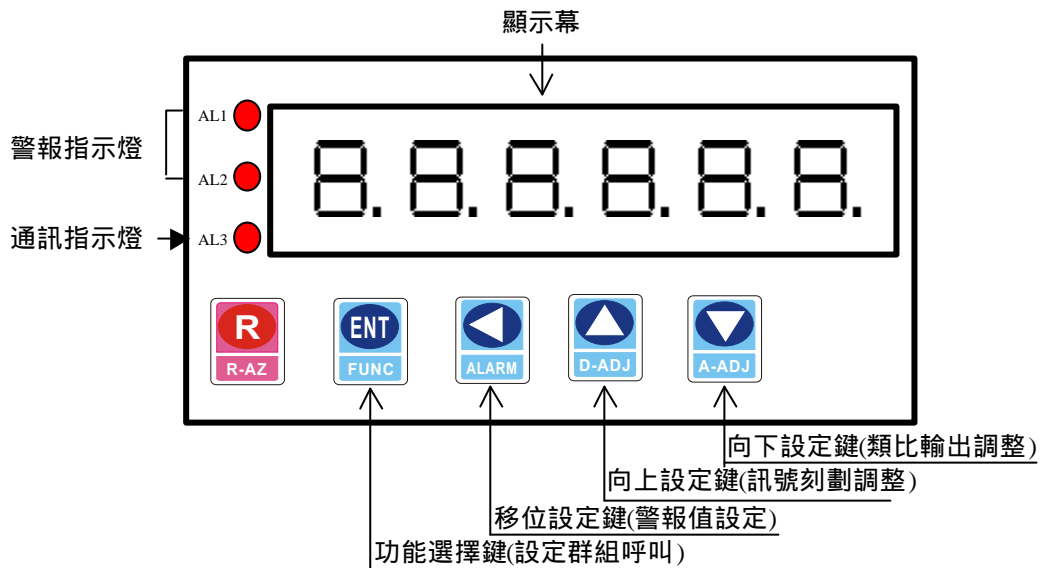 顯示幕
警報指示燈
AL1
AL2
通訊指示燈
AL3
8.8.8.8.8.8.
R
R-AZ
ENT
FUNC
ALARM
D-ADJ
A-ADJ
向下設定鍵(類比輸出調整)
向上設定鍵(訊號刻劃調整)
移位設定鍵(警報值設定)
功能選擇鍵(設定群組呼叫)